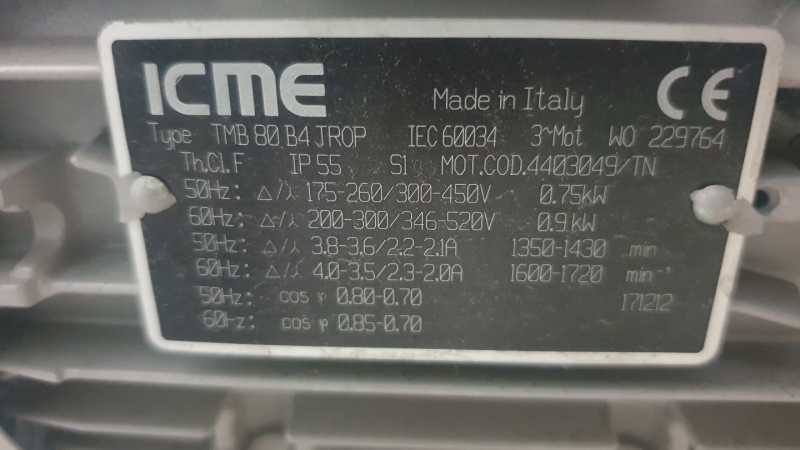 ICME
Made in Italy CE
Type TMB 80 B4 JROP IEC 60034 3~Mot WO 229764
Th.Cl. F IP 55 S1 MOT.COD.4403049/TN
50Hz: Δ/⅄ 175-260/300-450V 0.75kW
60Hz: Δ/⅄ 200-300/346-520V 0.9kW
50Hz: Δ/⅄ 3.8-3.6/2.2-2.1A 1350-1430 min
60Hz: Δ/⅄ 4.0-3.5/2.3-2.0A 1600-1720 min⁻¹
50Hz: cos φ 0.80-0.70 171212
60Hz: cos φ 0.85-0.70